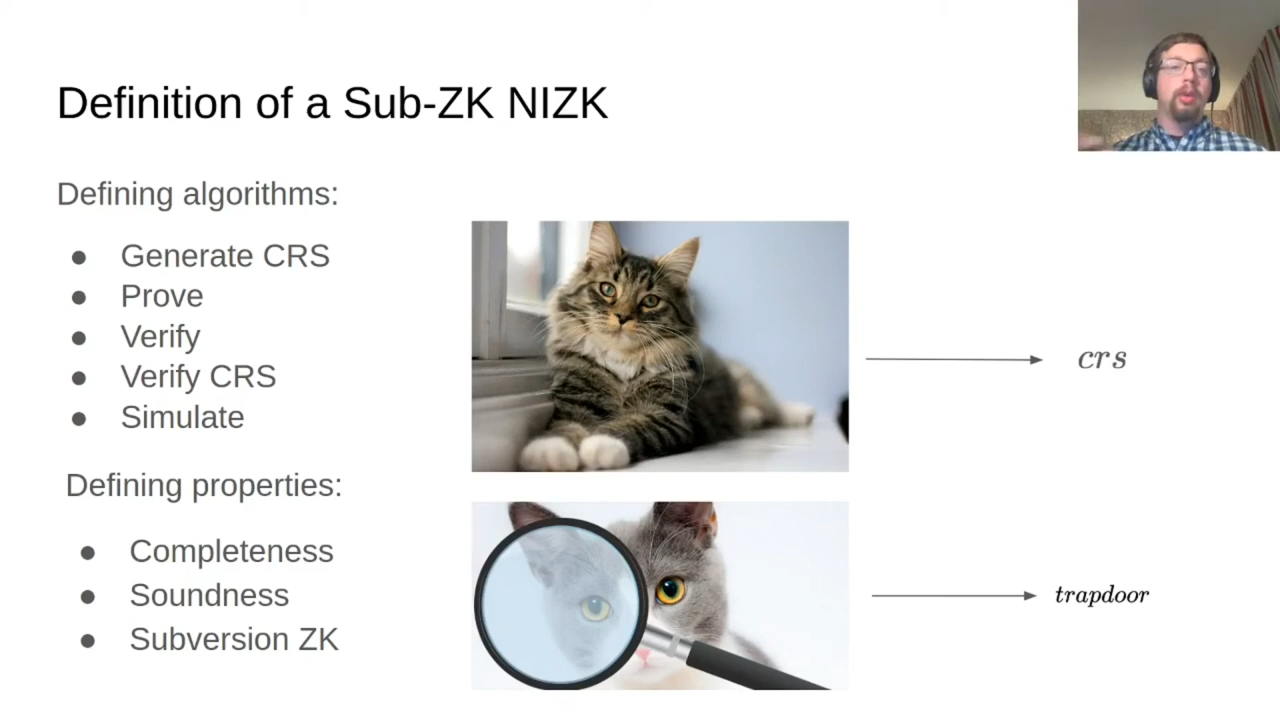 Definition of a Sub-ZK NIZK
Defining algorithms:
● Generate CRS
● Prove
● Verify
● Verify CRS
● Simulate
crs
Defining properties:
● Completeness
● Soundness
● Subversion ZK
trapdoor